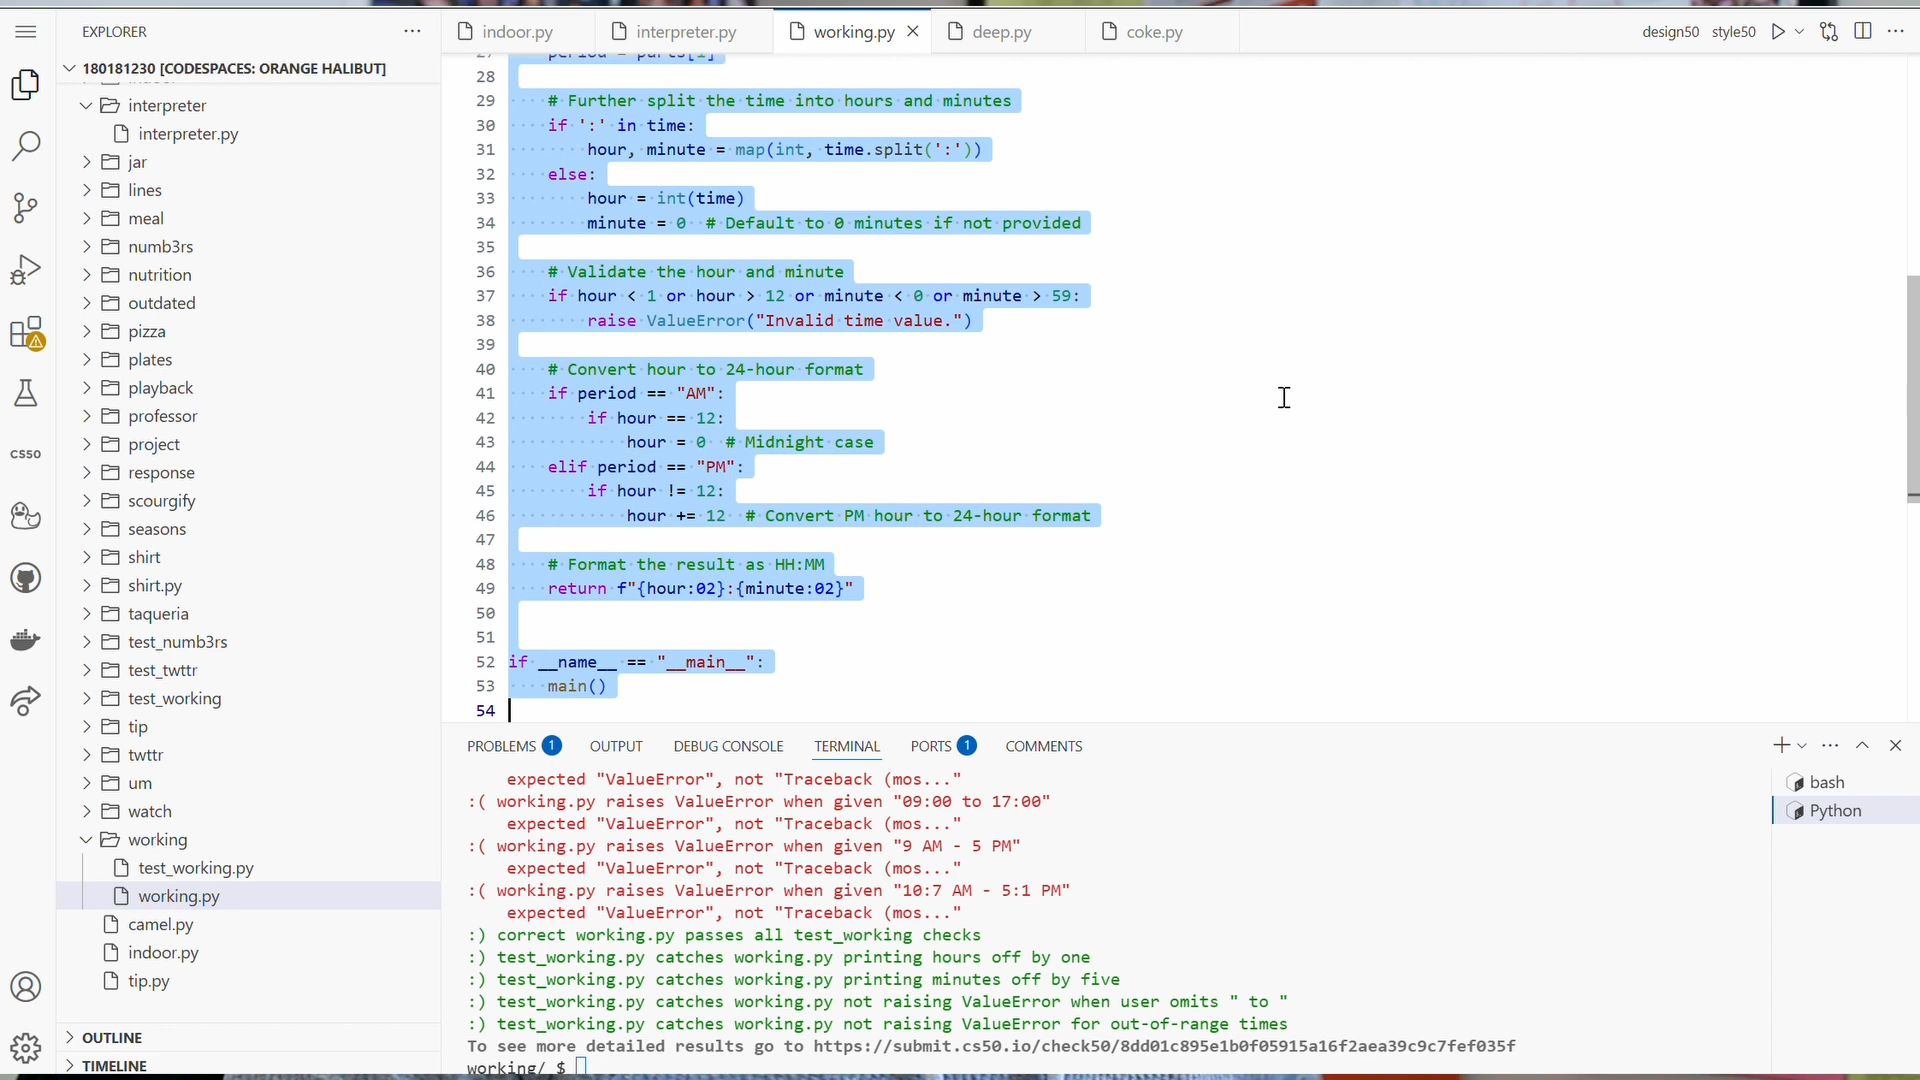 EXPLORER
indoor.py
interpreter.py
working.py
deep.py
coke.py
design50
style50
180181230 [CODESPACES: ORANGE HALIBUT]
interpreter
interpreter.py
jar
lines
meal
numb3rs
nutrition
outdated
pizza
plates
playback
professor
project
response
scourgify
seasons
shirt
shirt.py
taqueria
test_numb3rs
test_twttr
test_working
tip
twttr
um
watch
working
test_working.py
working.py
camel.py
indoor.py
tip.py
OUTLINE
TIMELINE
CS50
27 period = parts[1]
28
29 # Further split the time into hours and minutes
30 if ':' in time:
31 hour, minute = map(int, time.split(':'))
32 else:
33 hour = int(time)
34 minute = 0 # Default to 0 minutes if not provided
35
36 # Validate the hour and minute
37 if hour < 1 or hour > 12 or minute < 0 or minute > 59:
38 raise ValueError("Invalid time value.")
39
40 # Convert hour to 24-hour format
41 if period == "AM":
42 if hour == 12:
43 hour = 0 # Midnight case
44 elif period == "PM":
45 if hour != 12:
46 hour += 12 # Convert PM hour to 24-hour format
47
48 # Format the result as HH:MM
49 return f"{hour:02}:{minute:02}"
50
51
52 if __name__ == "__main__":
53 main()
54
PROBLEMS 1 OUTPUT DEBUG CONSOLE TERMINAL PORTS 1 COMMENTS
expected "ValueError", not "Traceback (mos..."
:( working.py raises ValueError when given "09:00 to 17:00"
expected "ValueError", not "Traceback (mos..."
:( working.py raises ValueError when given "9 AM - 5 PM"
expected "ValueError", not "Traceback (mos..."
:( working.py raises ValueError when given "10:7 AM - 5:1 PM"
expected "ValueError", not "Traceback (mos..."
:) correct working.py passes all test_working checks
:) test_working.py catches working.py printing hours off by one
:) test_working.py catches working.py printing minutes off by five
:) test_working.py catches working.py not raising ValueError when user omits " to "
:) test_working.py catches working.py not raising ValueError for out-of-range times
To see more detailed results go to https://submit.cs50.io/check50/8dd01c895e1b0f05915a16f2aea39c9c7fef035f
working/ $
bash
Python